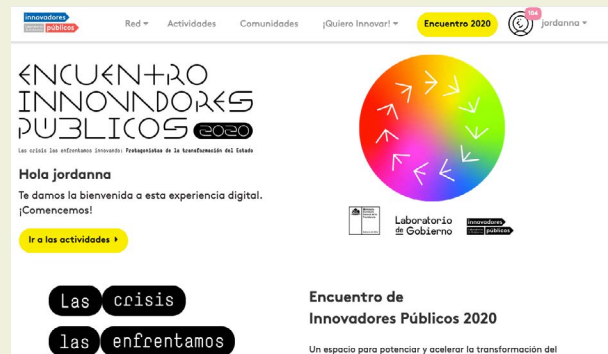 innovadores
públicos
Red
Actividades
Comunidades
¡Quiero Innovar!
Encuentro 2020
104
jordanna
ENCUENTRO
INNOVADORES
PÚBLICOS 2020
Las crisis las enfrentamos innovando: Protagonistas de la transformación del Estado
Hola jordanna
Te damos la bienvenida a esta experiencia digital.
¡Comencemos!
Ir a las actividades
Laboratorio
de Gobierno
innovadores
públicos
Las crisis
las enfrentamos
Encuentro de
Innovadores Públicos 2020
Un espacio para potenciar y acelerar la transformación del